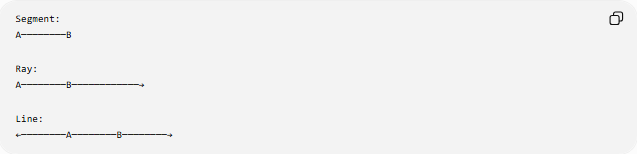 Segment:
A────────B
Ray:
A────────B────────────→
Line:
←────────A────────B────────→